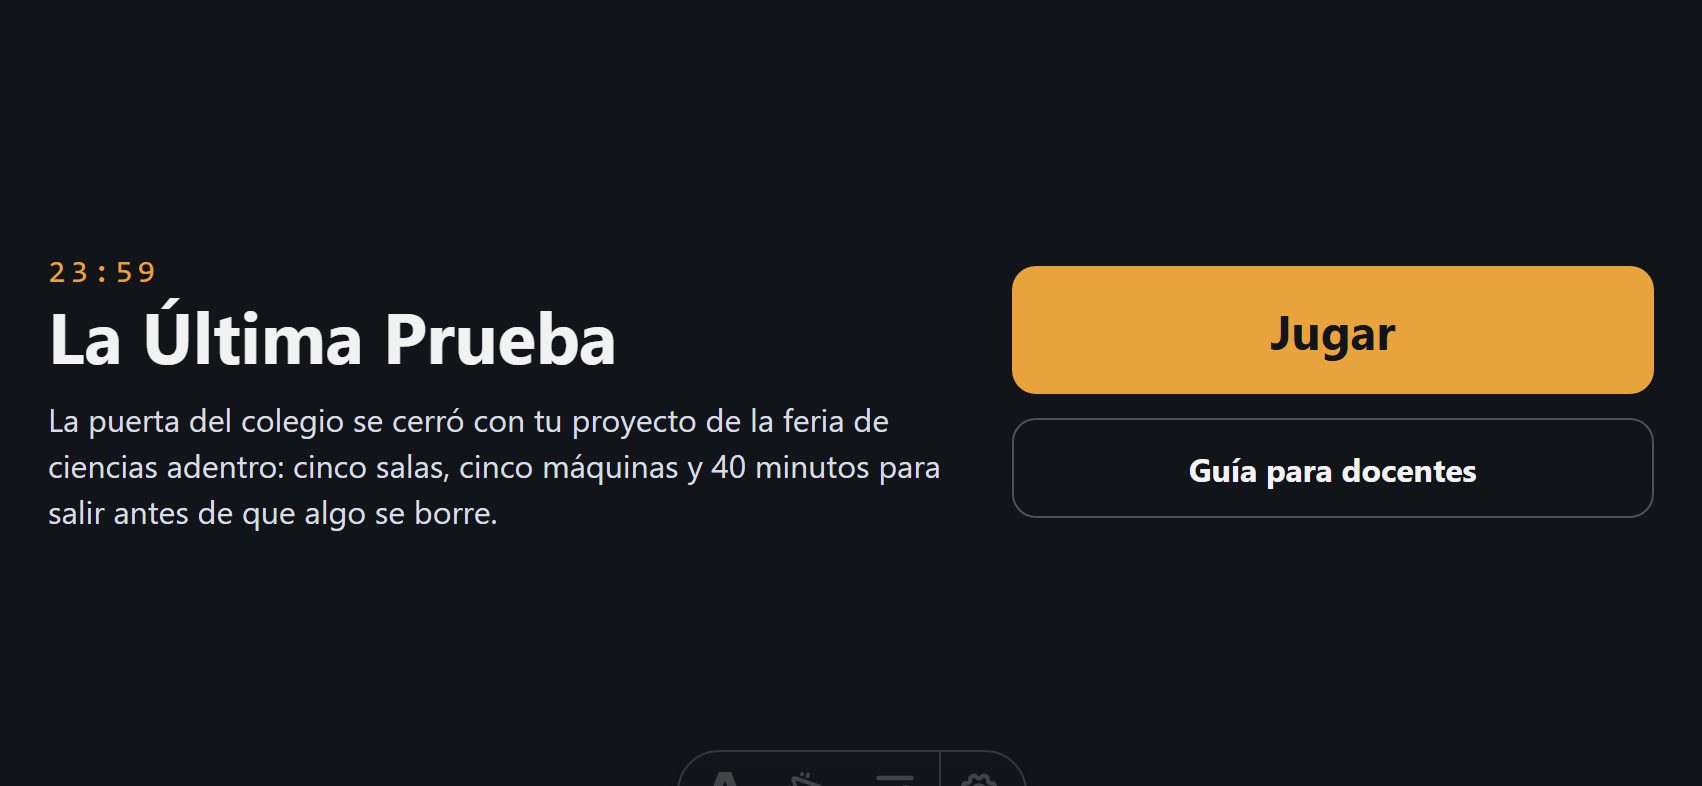 23:59
La Última Prueba
La puerta del colegio se cerró con tu proyecto de la feria de
ciencias adentro: cinco salas, cinco máquinas y 40 minutos para
salir antes de que algo se borre.
Jugar
Guía para docentes